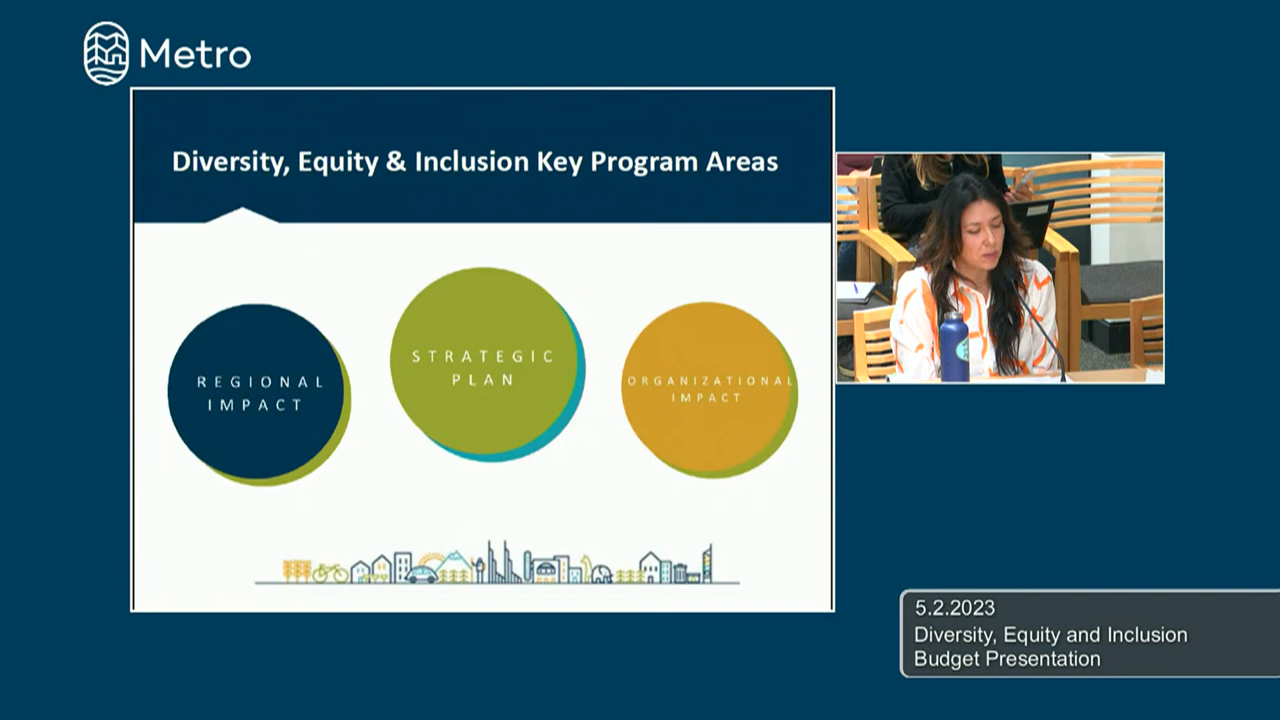 Metro
Diversity, Equity & Inclusion Key Program Areas
REGIONAL
IMPACT
STRATEGIC
PLAN
ORGANIZATIONAL
IMPACT
5.2.2023
Diversity, Equity and Inclusion
Budget Presentation